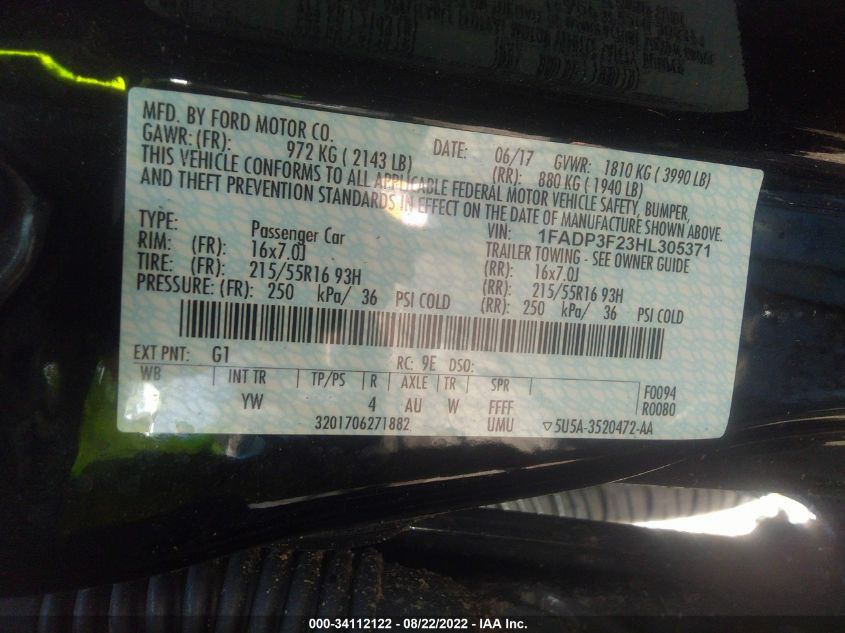 MFD. BY FORD MOTOR CO.
DATE: 06/17 GVWR: 1810 KG ( 3990 LB)
GAWR: (FR): 972 KG ( 2143 LB) (RR): 880 KG ( 1940 LB)
THIS VEHICLE CONFORMS TO ALL APPLICABLE FEDERAL MOTOR VEHICLE SAFETY, BUMPER,
AND THEFT PREVENTION STANDARDS IN EFFECT ON THE DATE OF MANUFACTURE SHOWN ABOVE.
VIN: 1FADP3F23HL305371
TYPE: Passenger Car TRAILER TOWING - SEE OWNER GUIDE
RIM: (FR): 16x7.0J (RR): 16x7.0J
TIRE: (FR): 215/55R16 93H (RR): 215/55R16 93H
PRESSURE: (FR): 250 kPa/ 36 PSI COLD (RR): 250 kPa/ 36 PSI COLD
EXT PNT: G1 RC: 9E DSO:
WB INT TR TP/PS R AXLE TR SPR F0094
YW 4 AU W FFFF R0080
3201706271882 UMU ▽5U5A-3520472-AA
000-34112122 - 08/22/2022 - IAA Inc.